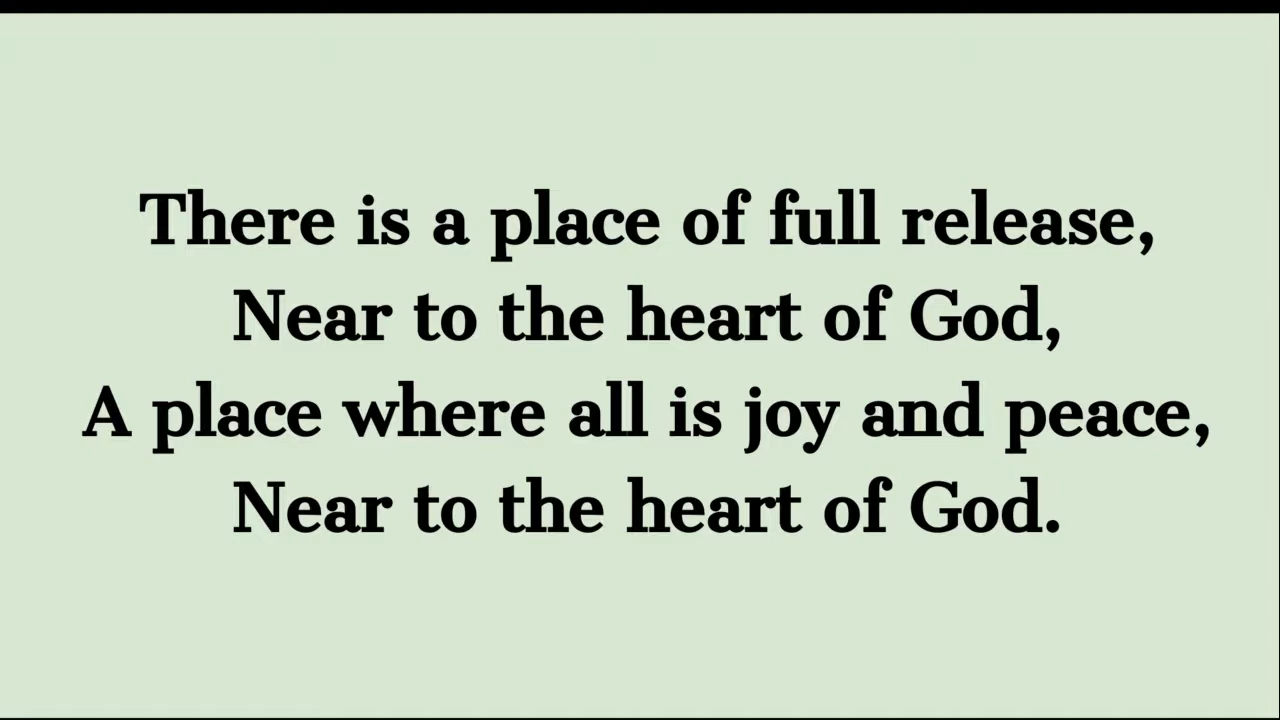 There is a place of full release,
Near to the heart of God,
A place where all is joy and peace,
Near to the heart of God.